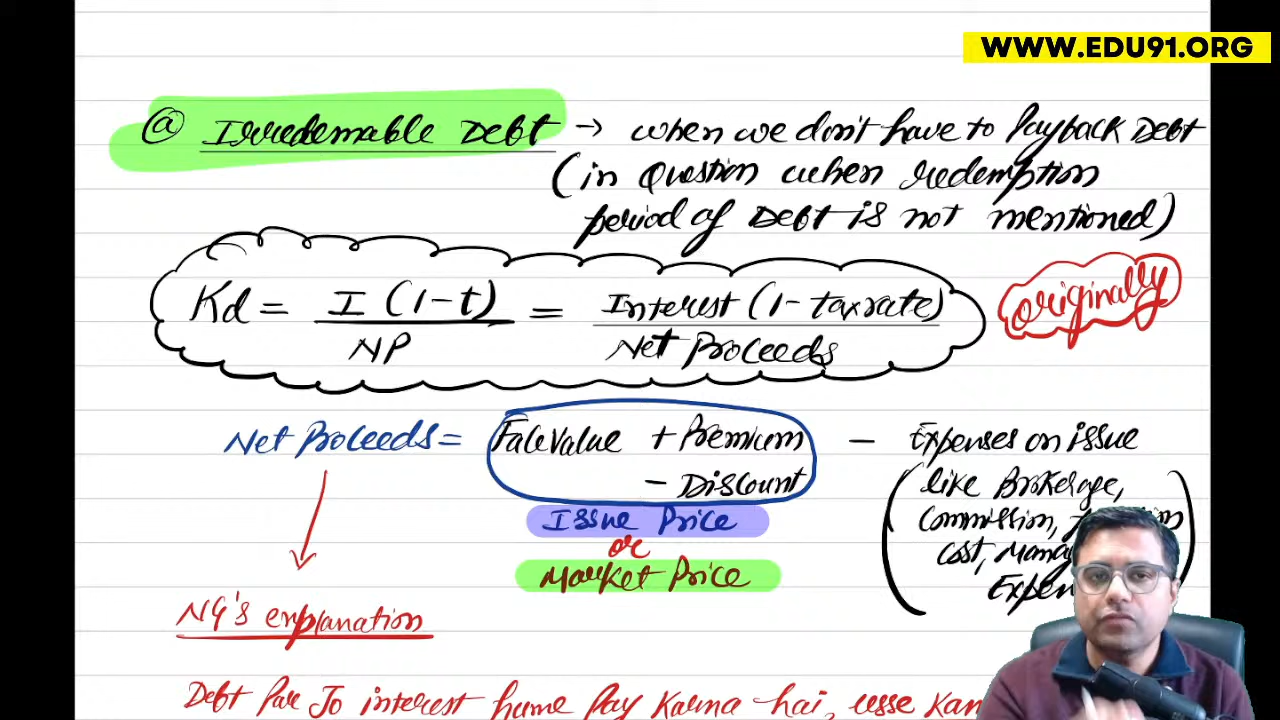 WWW.EDU91.ORG
(a) Irredemable Debt → when we don't have to Payback Debt
(in Question when redemption
period of Debt is not mentioned)
Kd = I (1-t) / NP = Interest (1 - tax rate) / Net Proceeds
originally
Net Proceeds = Face Value + Premium - Expenses on issue
- Discount
(like Brokerage,
Issue Price
Commission,
or
cost,
Market Price
NG's explanation
Debt Par Jo interest hume Pay Karna hai, usse